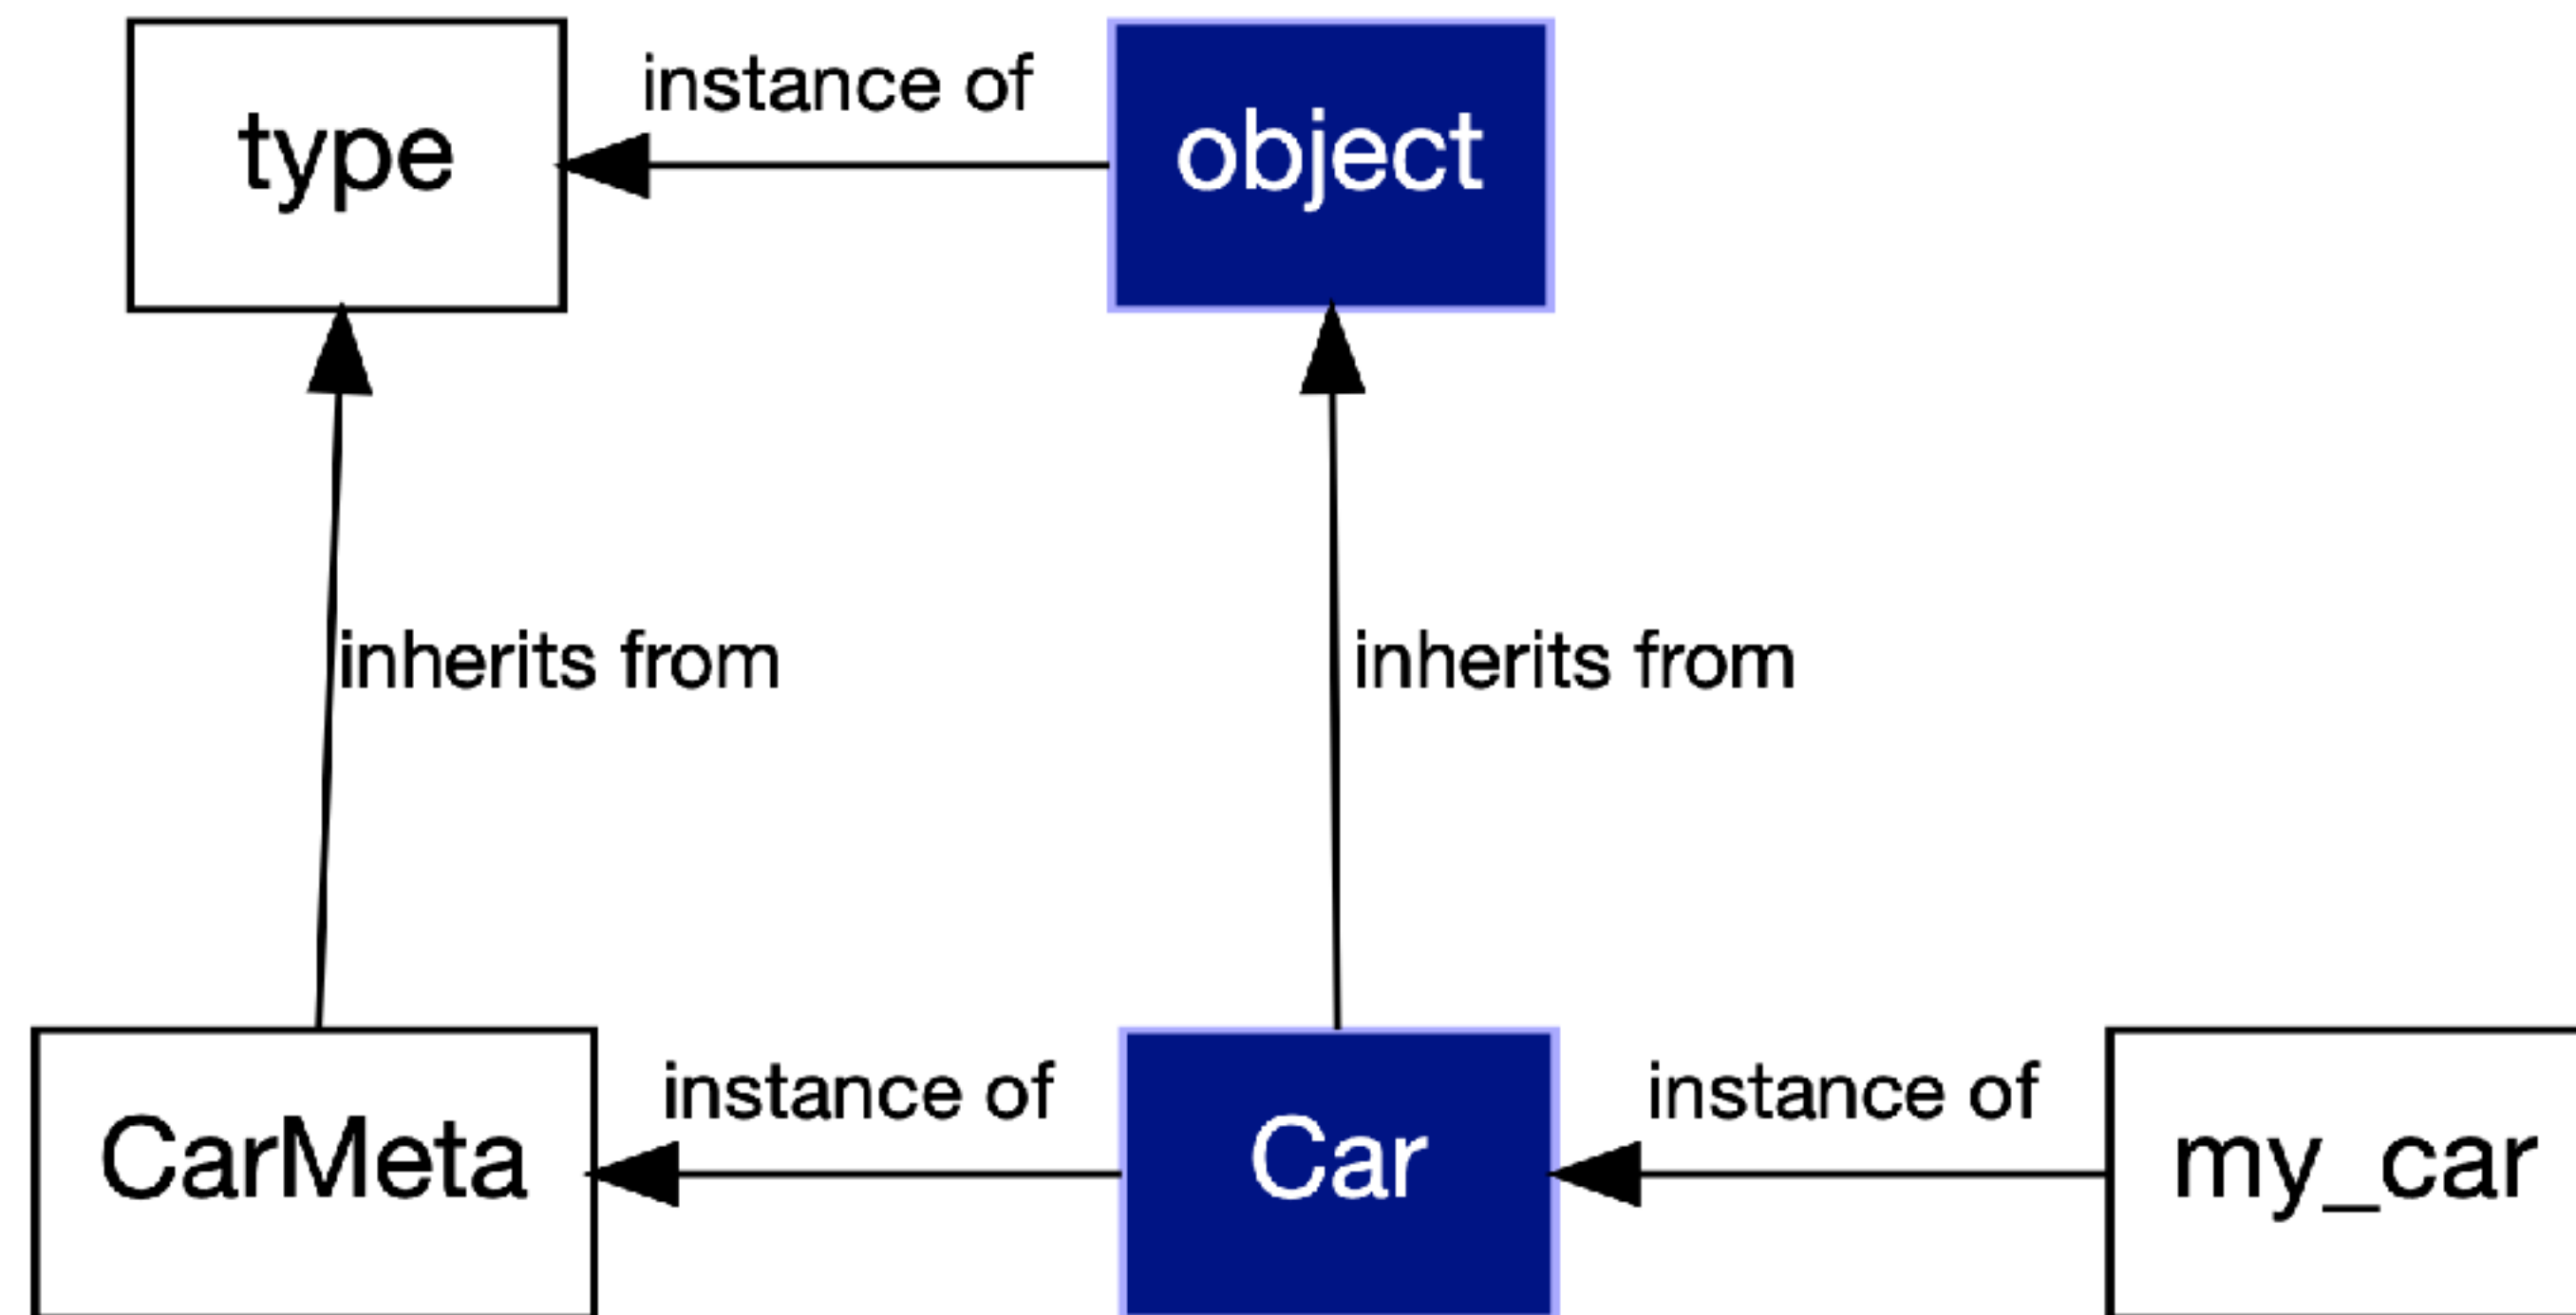 instance of
type
object
inherits from
inherits from
instance of
instance of
CarMeta
Car
my_car